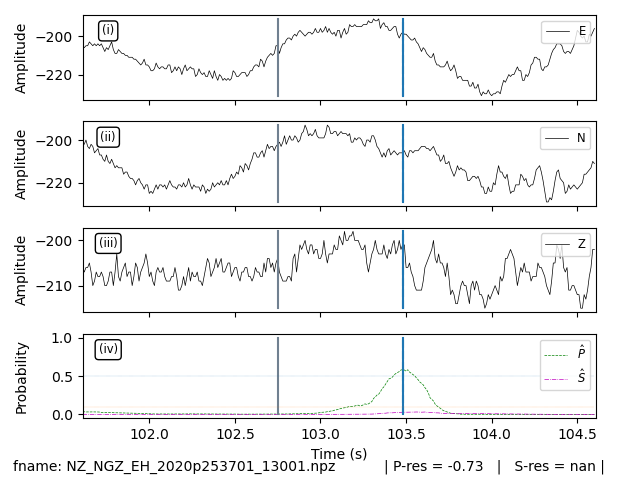 Amplitude
−200
−220
(i)
E
Amplitude
−200
−220
(ii)
N
Amplitude
−200
−210
(iii)
Z
Probability
1.0
0.5
0.0
(iv)
P̂
Ŝ
102.0 102.5 103.0 103.5 104.0 104.5
Time (s)
fname: NZ_NGZ_EH_2020p253701_13001.npz | P-res = -0.73 | S-res = nan |